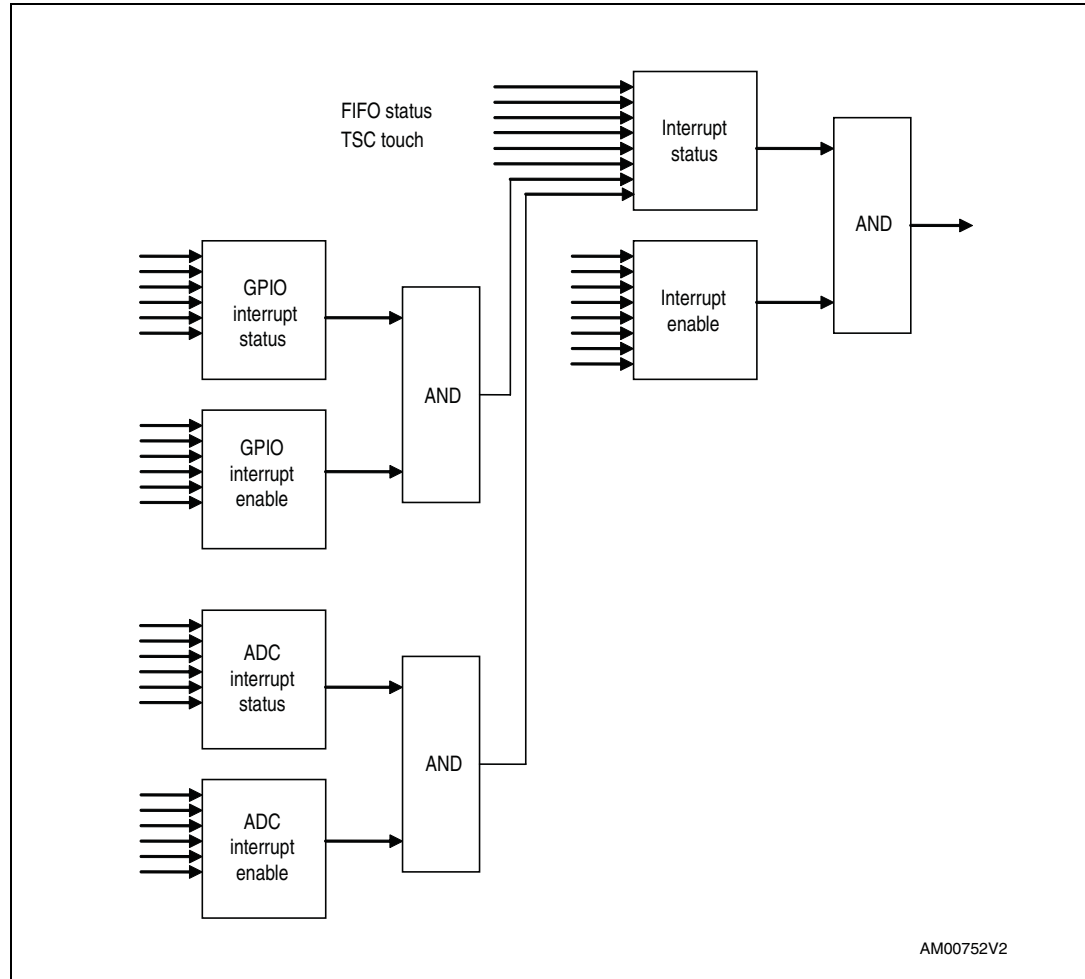 FIFO status
TSC touch
Interrupt
status
AND
Interrupt
enable
GPIO
interrupt
status
AND
GPIO
interrupt
enable
ADC
interrupt
status
AND
ADC
interrupt
enable
AM00752V2